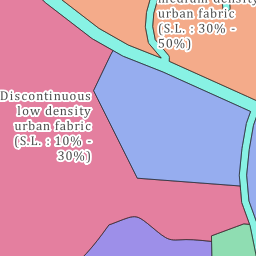 medium density
urban fabric
(S.L. : 30% -
50%)
Discontinuous
low density
urban fabric
(S.L. : 10% -
30%)